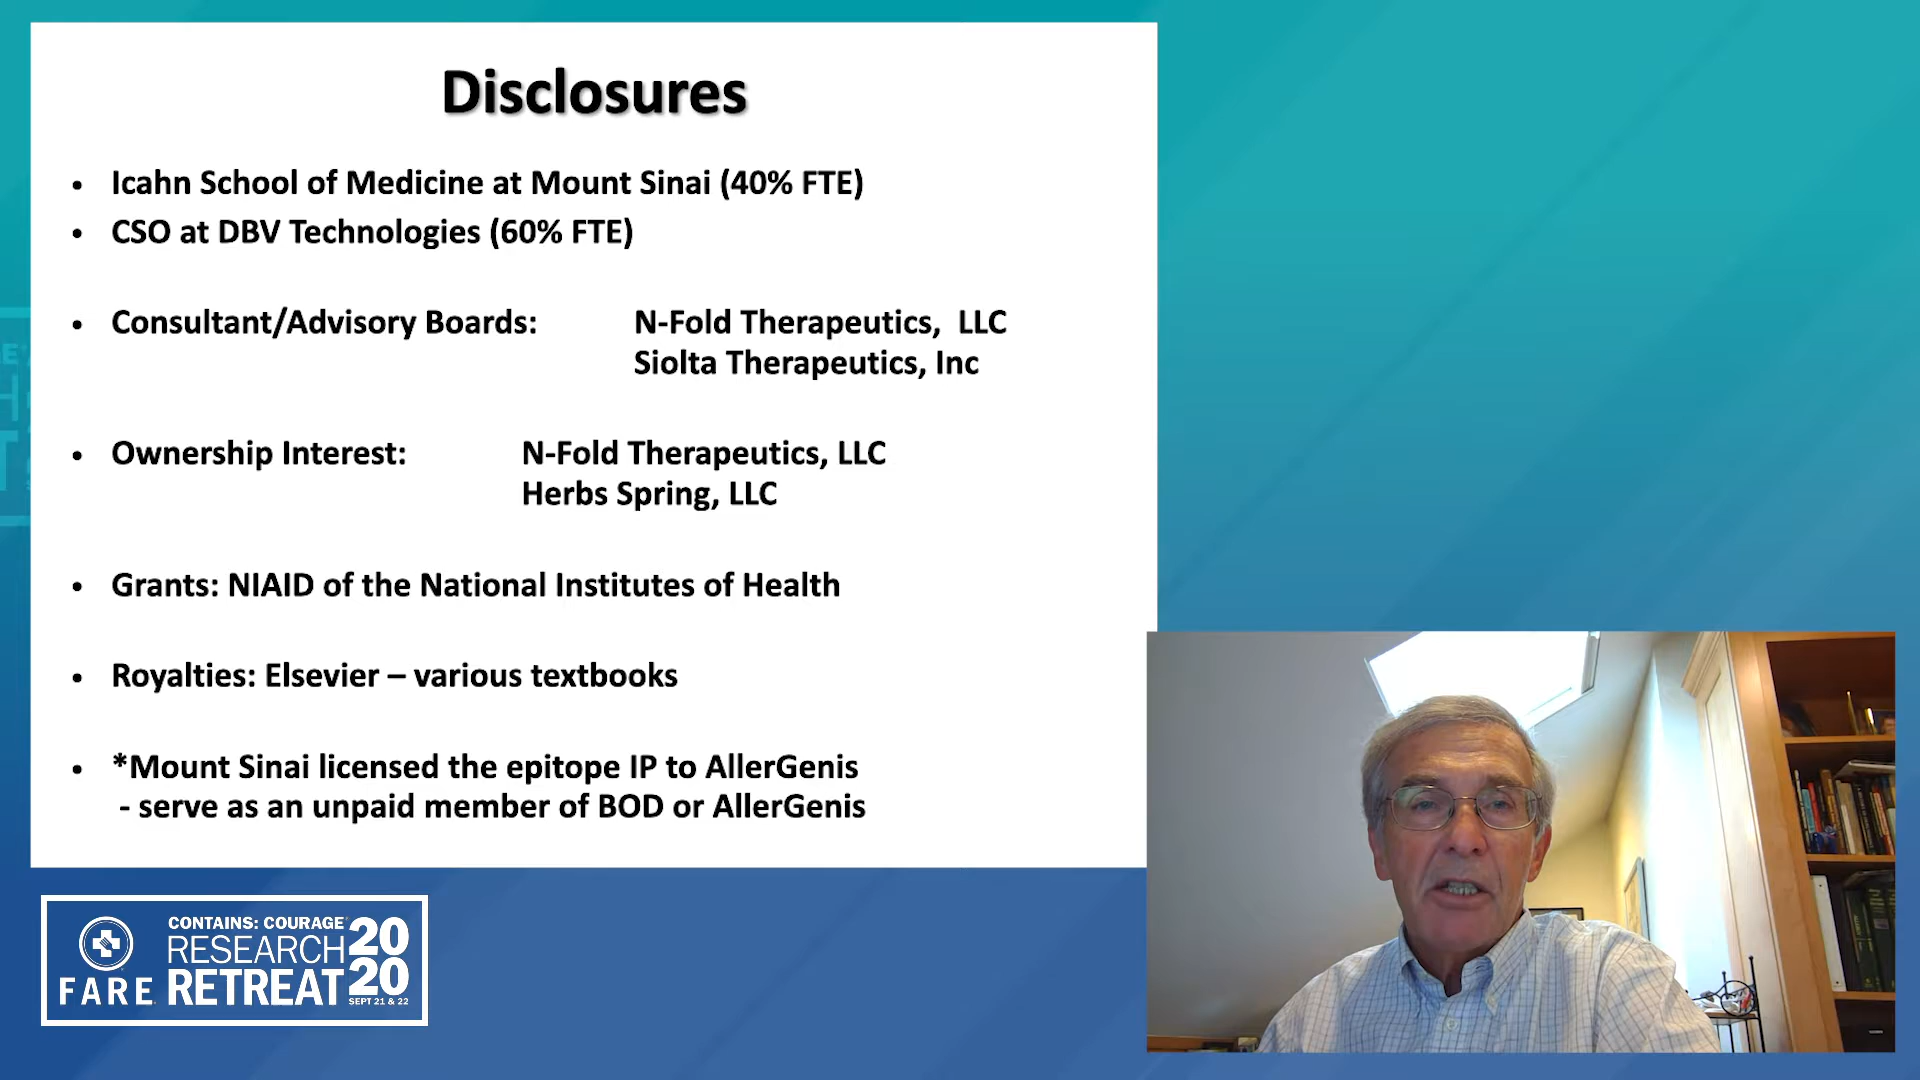 Disclosures
• Icahn School of Medicine at Mount Sinai (40% FTE)
• CSO at DBV Technologies (60% FTE)
• Consultant/Advisory Boards: N-Fold Therapeutics, LLC
Siolta Therapeutics, Inc
• Ownership Interest: N-Fold Therapeutics, LLC
Herbs Spring, LLC
• Grants: NIAID of the National Institutes of Health
• Royalties: Elsevier – various textbooks
• *Mount Sinai licensed the epitope IP to AllerGenis
- serve as an unpaid member of BOD or AllerGenis
FARE
CONTAINS: COURAGE
RESEARCH
RETREAT
20
20
SEPT 21 & 22